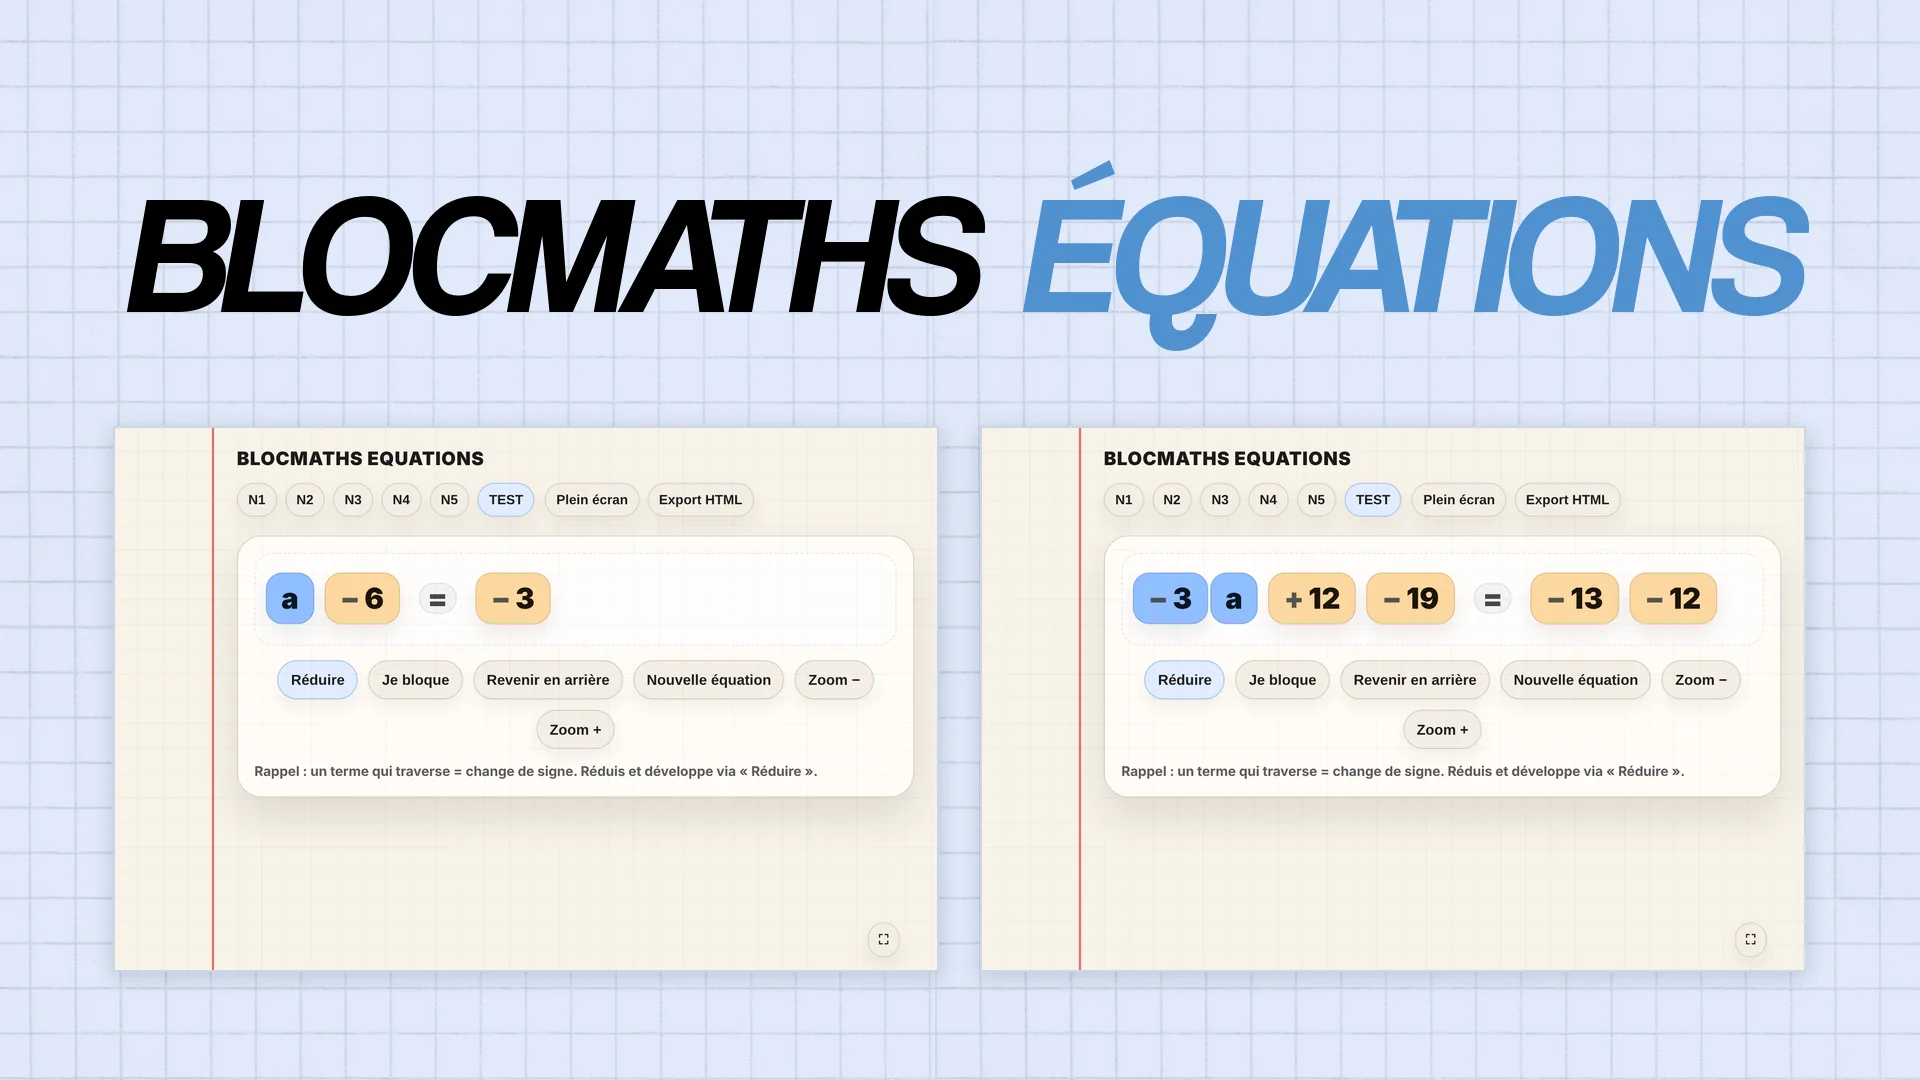 BLOCMATHS ÉQUATIONS
BLOCMATHS EQUATIONS
N1 N2 N3 N4 N5 TEST Plein écran Export HTML
a − 6 = − 3
Réduire Je bloque Revenir en arrière Nouvelle équation Zoom −
Zoom +
Rappel : un terme qui traverse = change de signe. Réduis et développe via « Réduire ».
BLOCMATHS EQUATIONS
N1 N2 N3 N4 N5 TEST Plein écran Export HTML
− 3 a + 12 − 19 = − 13 − 12
Réduire Je bloque Revenir en arrière Nouvelle équation Zoom −
Zoom +
Rappel : un terme qui traverse = change de signe. Réduis et développe via « Réduire ».